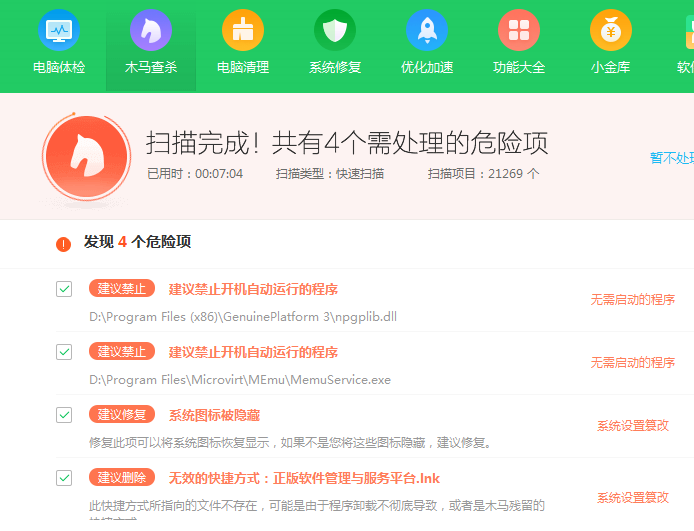 电脑体检 木马查杀 电脑清理 系统修复 优化加速 功能大全 小金库
扫描完成！共有4个需处理的危险项
暂不处
已用时：00:07:04 扫描类型：快速扫描 扫描项目：21269 个
发现 4 个危险项
建议禁止 建议禁止开机自动运行的程序
无需启动的程序
D:\Program Files (x86)\GenuinePlatform 3\npgplib.dll
建议禁止 建议禁止开机自动运行的程序
无需启动的程序
D:\Program Files\Microvirt\MEmu\MemuService.exe
建议修复 系统图标被隐藏
系统设置篡改
修复此项可以将系统图标恢复显示，如果不是您将这些图标隐藏，建议修复。
建议删除 无效的快捷方式：正版软件管理与服务平台.lnk
系统设置篡改
此快捷方式所指向的文件不存在，可能是由于程序卸载不彻底导致，或者是木马残留的